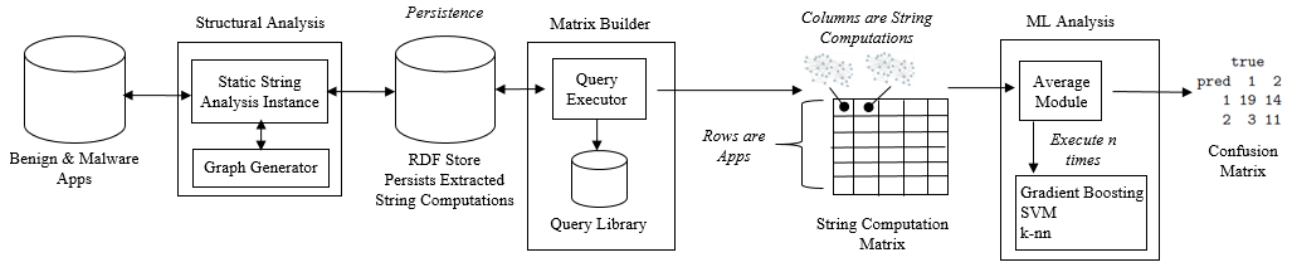 Structural Analysis
Static String
Analysis Instance
Graph Generator
Benign & Malware
Apps
Persistence
RDF Store
Persists Extracted
String Computations
Matrix Builder
Query
Executor
Query Library
Columns are String
Computations
Rows are
Apps
String Computation
Matrix
ML Analysis
Average
Module
Execute n
times
Gradient Boosting
SVM
k-nn
true
pred 1 2
1 19 14
2 3 11
Confusion
Matrix